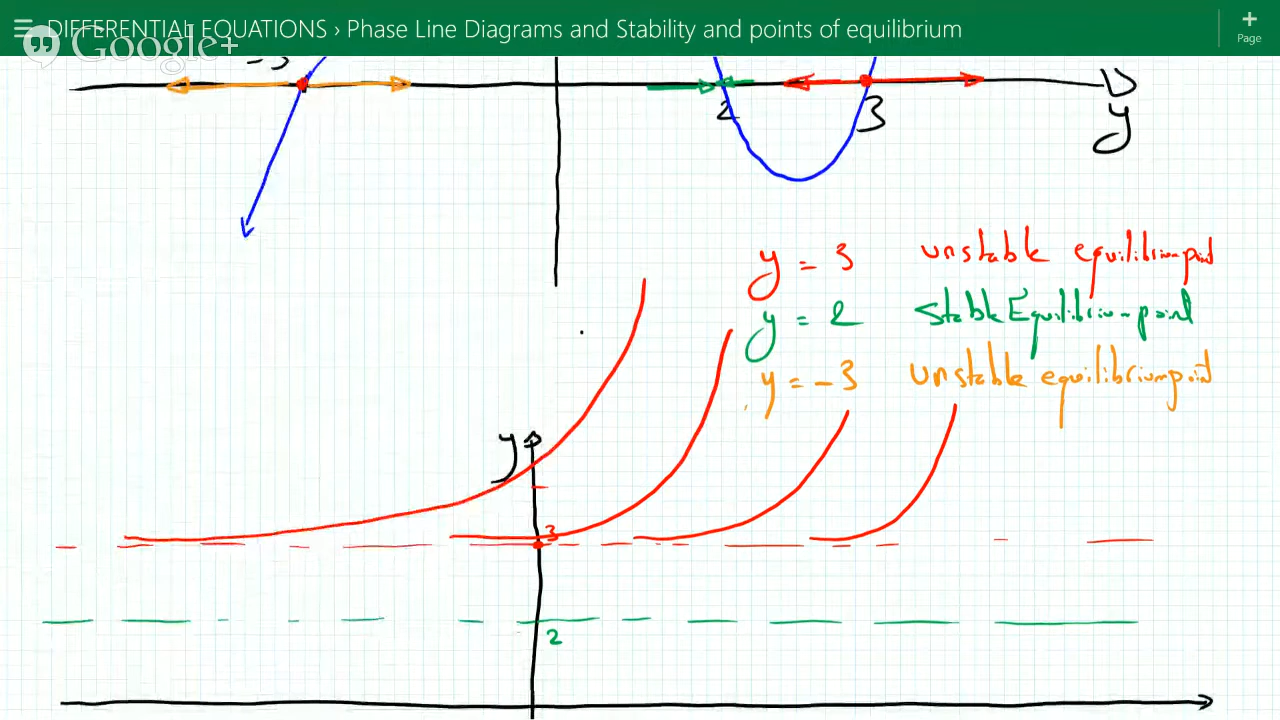 DIFFERENTIAL EQUATIONS › Phase Line Diagrams and Stability and points of equilibrium
Google+
Page
-3
2
3
y
y = 3 unstable equilibrium point
y = 2 Stable Equilibrium point
y = -3 unstable equilibrium point
y
3
2